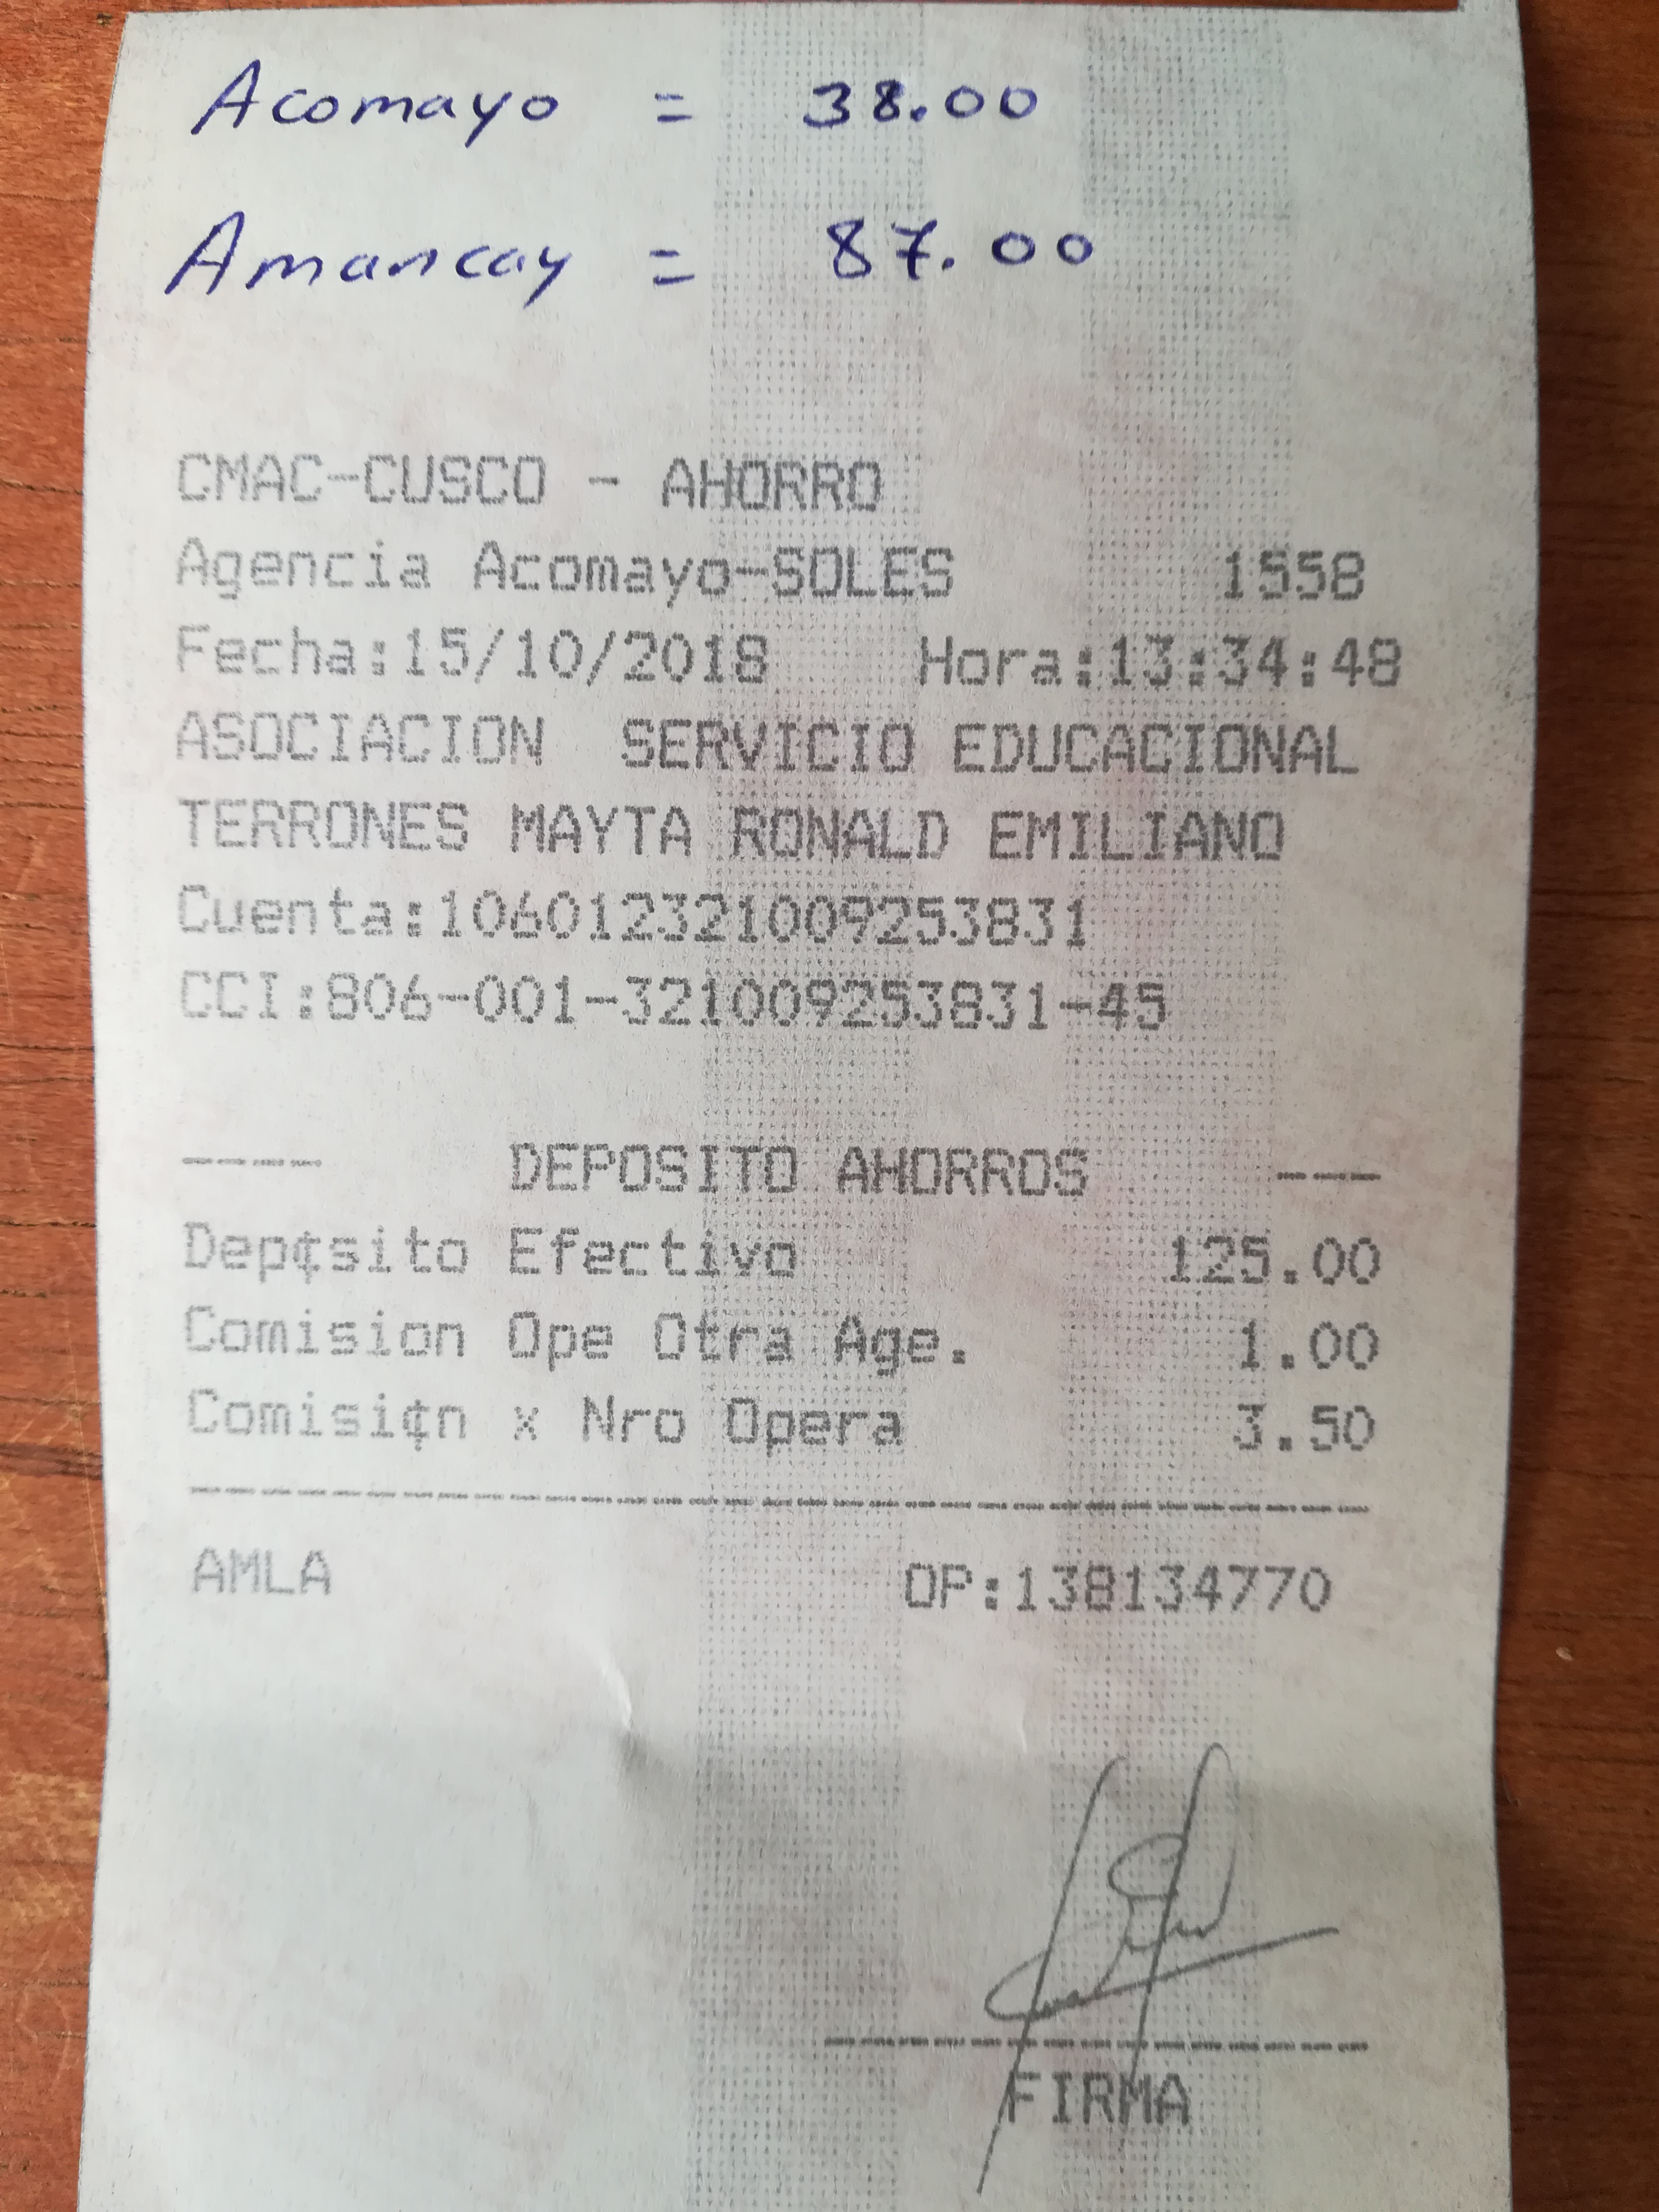 Acomayo = 38.00
Amancay = 87.00
CMAC-CUSCO - AHORRO
Agencia Acomayo-SOLES 1558
Fecha:15/10/2018 Hora:13:34:48
ASOCIACION SERVICIO EDUCACIONAL
TERRONES MAYTA RONALD EMILIANO
Cuenta:106012321009253831
CCI:806-001-321009253831-45
---- DEPOSITO AHORROS ---
Dep¢sito Efectivo 125.00
Comision Ope Otra Age. 1.00
Comisi¢n x Nro Opera 3.50
AMLA OP:138134770
FIRMA